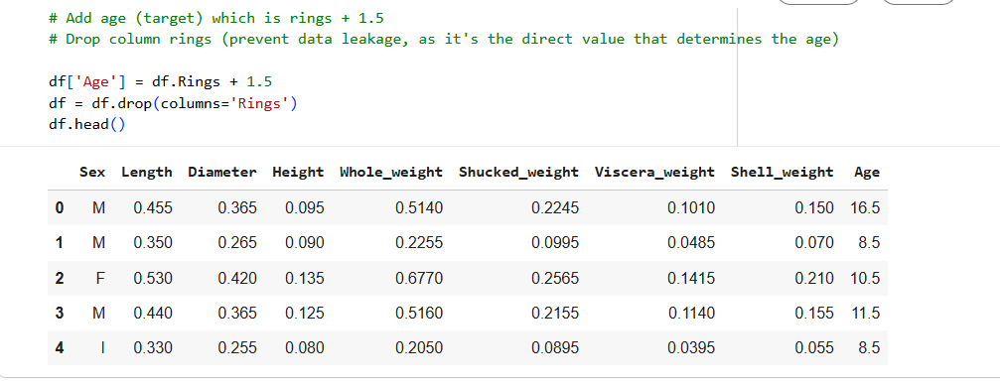 # Add age (target) which is rings + 1.5
# Drop column rings (prevent data leakage, as it's the direct value that determines the age)
df['Age'] = df.Rings + 1.5
df = df.drop(columns='Rings')
df.head()
Sex Length Diameter Height Whole_weight Shucked_weight Viscera_weight Shell_weight Age
0 M 0.455 0.365 0.095 0.5140 0.2245 0.1010 0.150 16.5
1 M 0.350 0.265 0.090 0.2255 0.0995 0.0485 0.070 8.5
2 F 0.530 0.420 0.135 0.6770 0.2565 0.1415 0.210 10.5
3 M 0.440 0.365 0.125 0.5160 0.2155 0.1140 0.155 11.5
4 I 0.330 0.255 0.080 0.2050 0.0895 0.0395 0.055 8.5